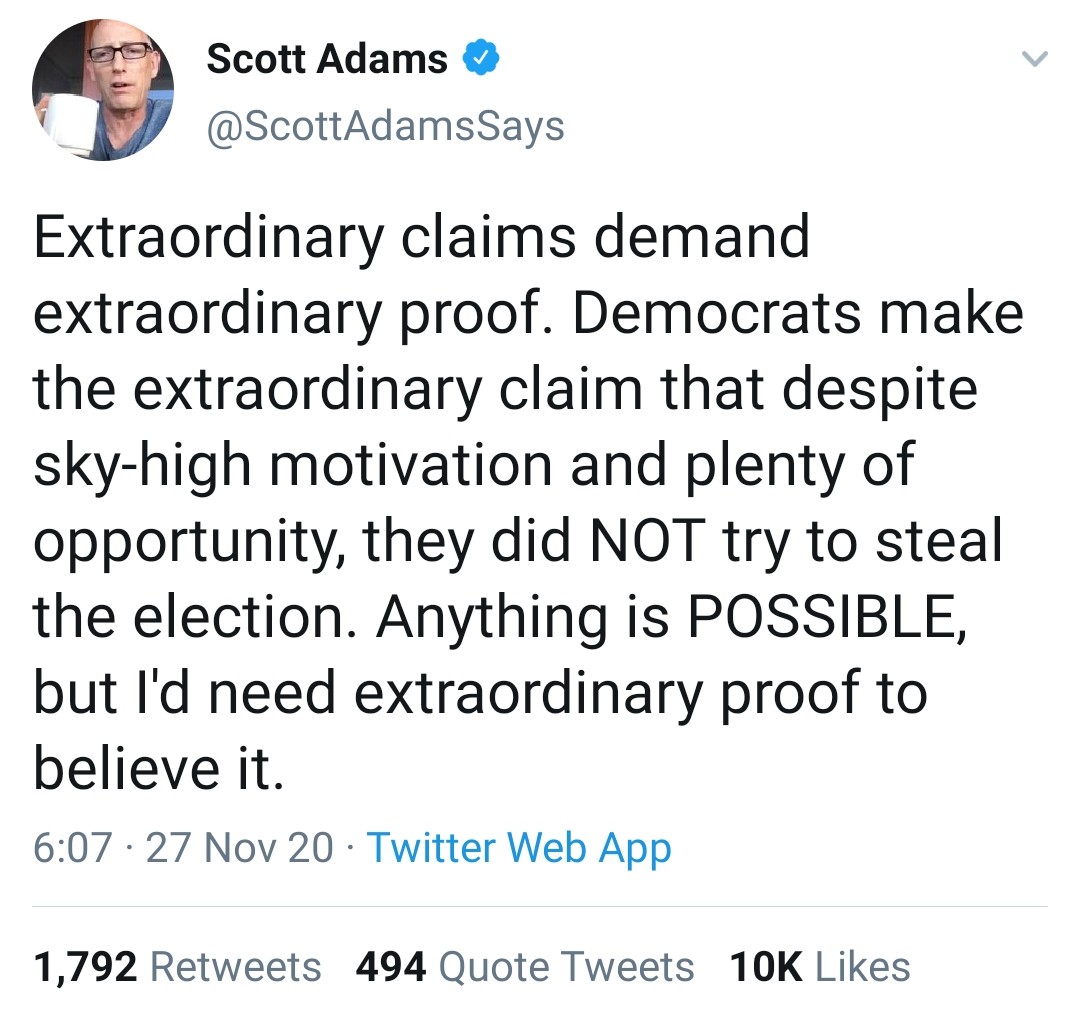 Scott Adams
@ScottAdamsSays
Extraordinary claims demand
extraordinary proof. Democrats make
the extraordinary claim that despite
sky-high motivation and plenty of
opportunity, they did NOT try to steal
the election. Anything is POSSIBLE,
but I'd need extraordinary proof to
believe it.
6:07 · 27 Nov 20 · Twitter Web App
1,792 Retweets 494 Quote Tweets 10K Likes